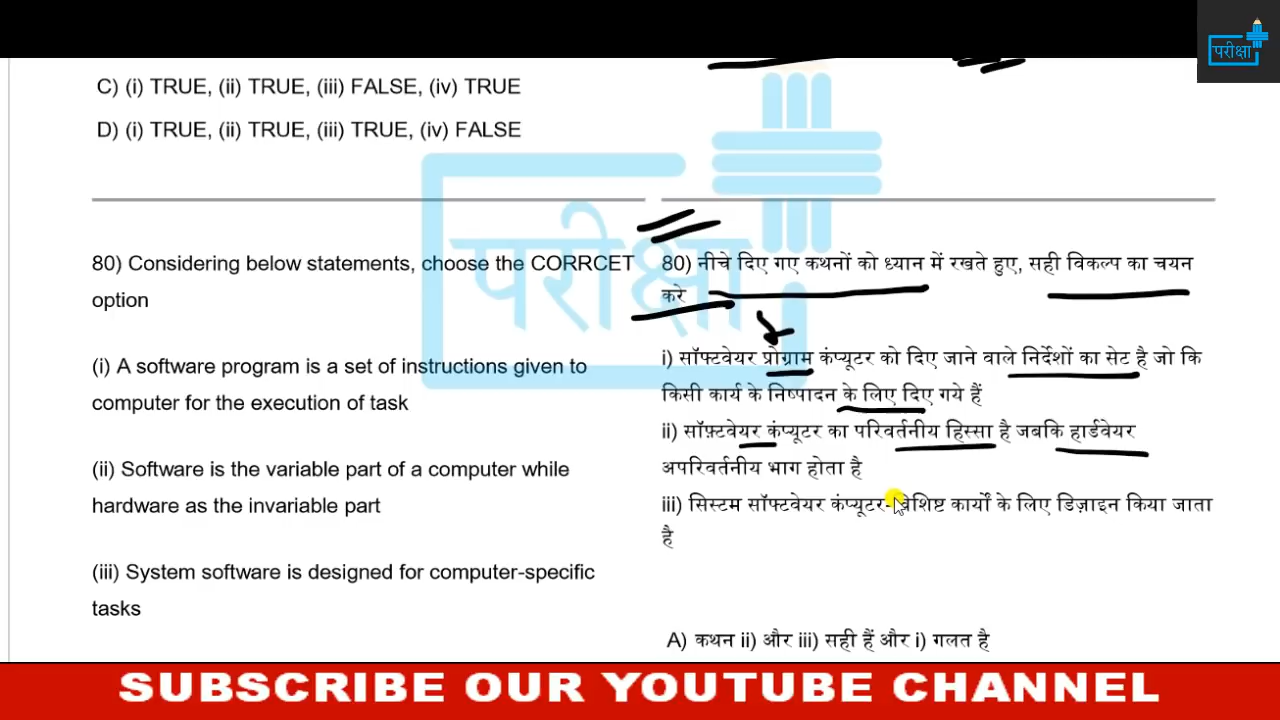 परीक्षा
C) (i) TRUE, (ii) TRUE, (iii) FALSE, (iv) TRUE
D) (i) TRUE, (ii) TRUE, (iii) TRUE, (iv) FALSE
परीक्षा
80) Considering below statements, choose the CORRCET
option
(i) A software program is a set of instructions given to
computer for the execution of task
(ii) Software is the variable part of a computer while
hardware as the invariable part
(iii) System software is designed for computer-specific
tasks
80) नीचे दिए गए कथनों को ध्यान में रखते हुए, सही विकल्प का चयन
करे
i) सॉफ्टवेयर प्रोग्राम कंप्यूटर को दिए जाने वाले निर्देशों का सेट है जो कि
किसी कार्य के निष्पादन के लिए दिए गये हैं
ii) सॉफ़्टवेयर कंप्यूटर का परिवर्तनीय हिस्सा है जबकि हार्डवेयर
अपरिवर्तनीय भाग होता है
iii) सिस्टम सॉफ्टवेयर कंप्यूटर-विशिष्ट कार्यों के लिए डिज़ाइन किया जाता
है
A) कथन ii) और iii) सही हैं और i) गलत है
SUBSCRIBE OUR YOUTUBE CHANNEL